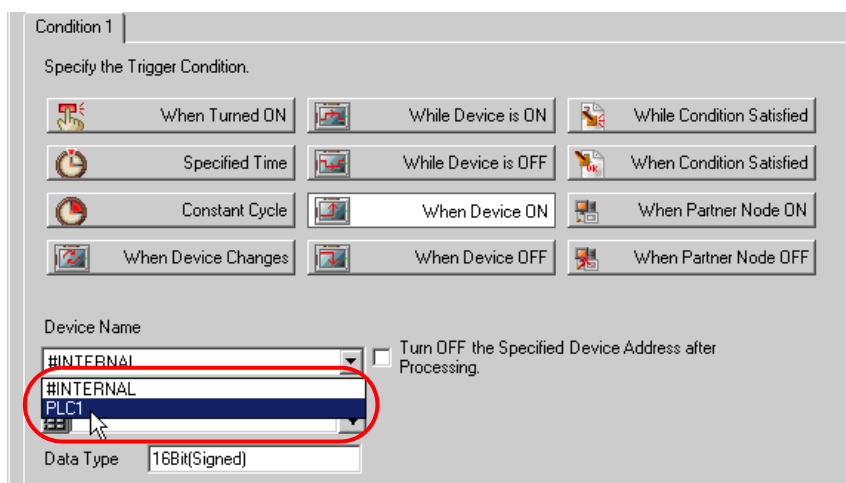 Condition 1
Specify the Trigger Condition.
When Turned ON
While Device is ON
While Condition Satisfied
Specified Time
While Device is OFF
When Condition Satisfied
Constant Cycle
When Device ON
When Partner Node ON
When Device Changes
When Device OFF
When Partner Node OFF
Device Name
#INTERNAL
Turn OFF the Specified Device Address after
Processing.
#INTERNAL
PLC1
Data Type
16Bit(Signed)